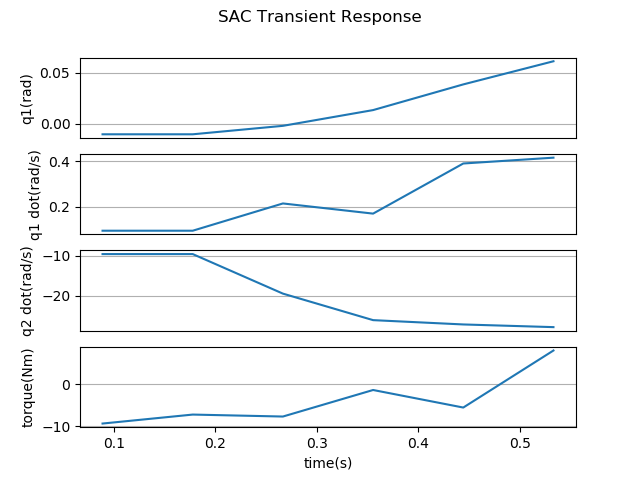 SAC Transient Response
q1(rad)
0.05
0.00
q1 dot(rad/s)
0.4
0.2
q2 dot(rad/s)
−10
−20
torque(Nm)
0
−10
0.1 0.2 0.3 0.4 0.5
time(s)